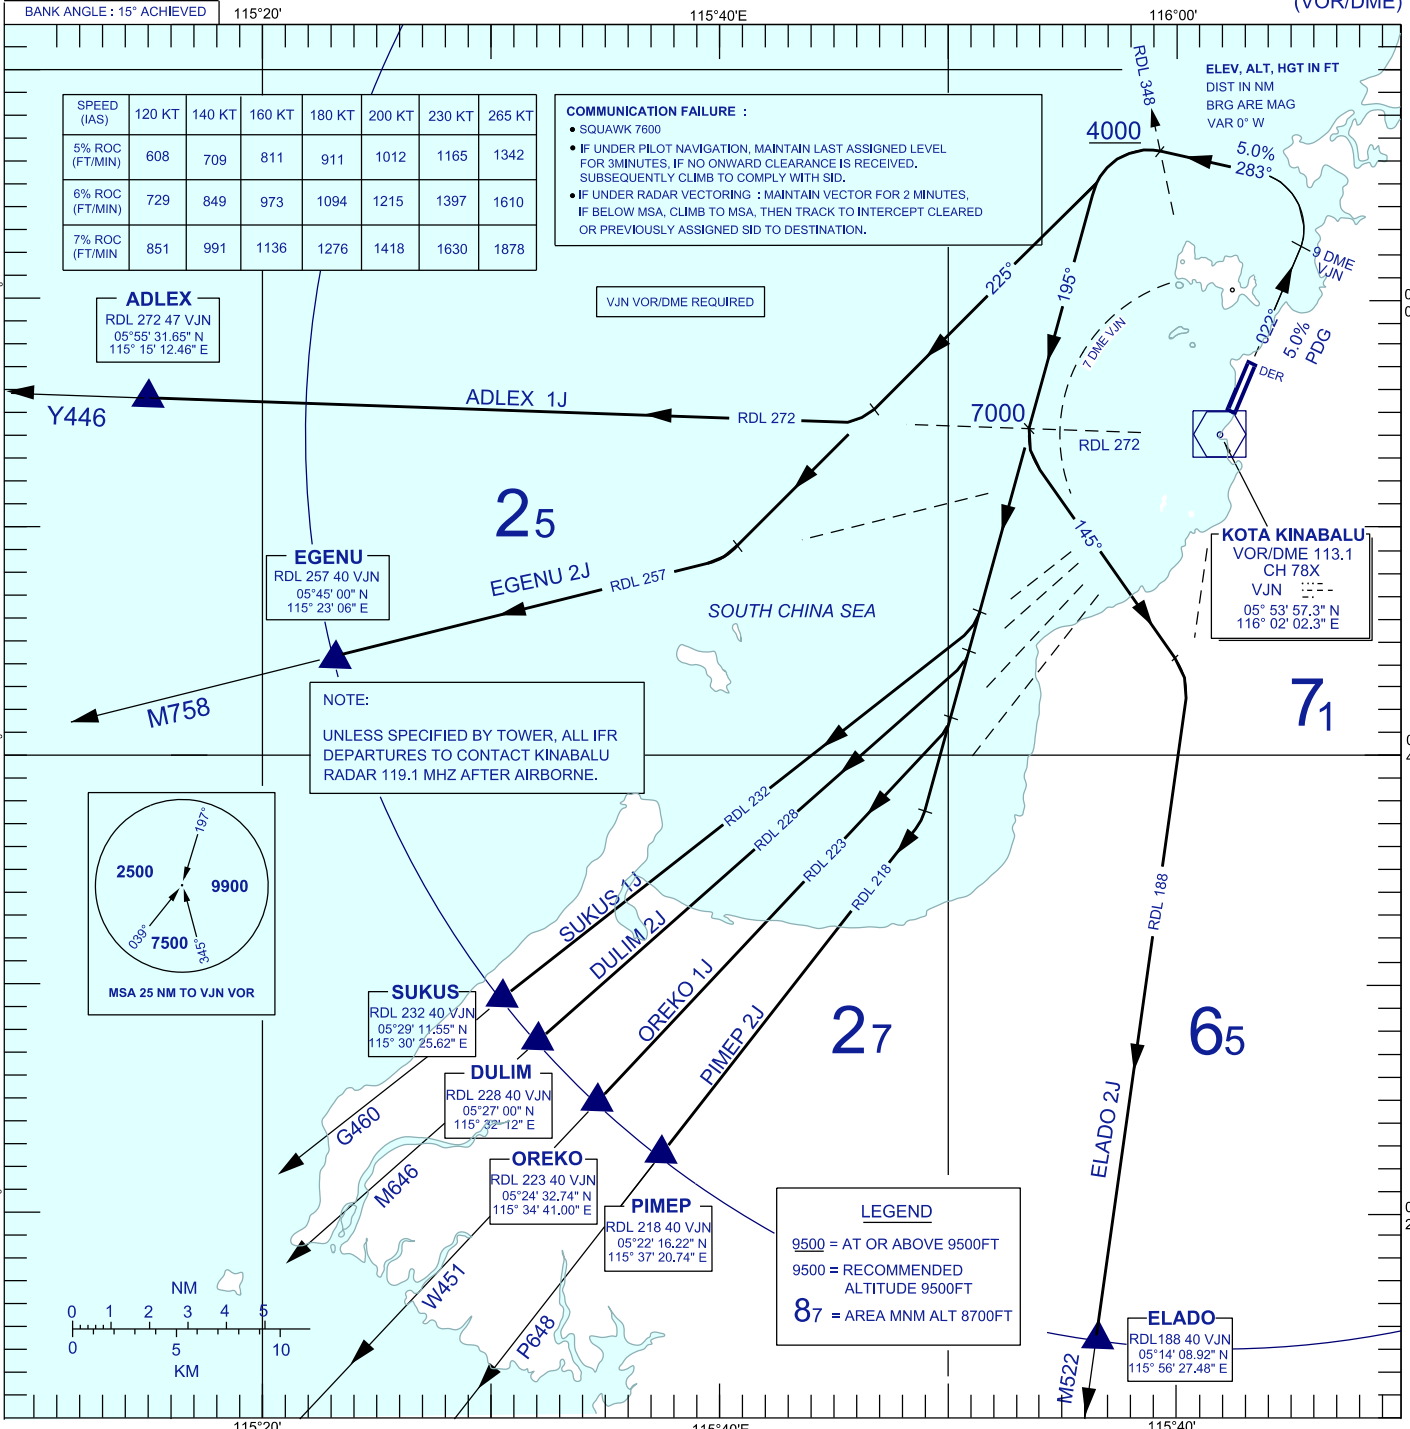 BANK ANGLE : 15° ACHIEVED
115°20'
115°40'E
116°00'
(VOR/DME)
SPEED (IAS) 120 KT 140 KT 160 KT 180 KT 200 KT 230 KT 265 KT
5% ROC (FT/MIN) 608 709 811 911 1012 1165 1342
6% ROC (FT/MIN) 729 849 973 1094 1215 1397 1610
7% ROC (FT/MIN 851 991 1136 1276 1418 1630 1878
COMMUNICATION FAILURE :
• SQUAWK 7600
• IF UNDER PILOT NAVIGATION, MAINTAIN LAST ASSIGNED LEVEL
FOR 3MINUTES, IF NO ONWARD CLEARANCE IS RECEIVED.
SUBSEQUENTLY CLIMB TO COMPLY WITH SID.
• IF UNDER RADAR VECTORING : MAINTAIN VECTOR FOR 2 MINUTES,
IF BELOW MSA, CLIMB TO MSA, THEN TRACK TO INTERCEPT CLEARED
OR PREVIOUSLY ASSIGNED SID TO DESTINATION.
ELEV, ALT, HGT IN FT
DIST IN NM
BRG ARE MAG
VAR 0° W
RDL 348
4000
5.0%
283°
9 DME
VJN
022°
5.0%
PDG
DER
225°
195°
7 DME VJN
VJN VOR/DME REQUIRED
ADLEX
RDL 272 47 VJN
05°55' 31.65" N
115° 15' 12.46" E
Y446
ADLEX 1J
RDL 272
7000
RDL 272
145°
25
KOTA KINABALU
VOR/DME 113.1
CH 78X
VJN
05° 53' 57.3" N
116° 02' 02.3" E
EGENU
RDL 257 40 VJN
05°45' 00" N
115° 23' 06" E
EGENU 2J
RDL 257
SOUTH CHINA SEA
M758
71
NOTE:
UNLESS SPECIFIED BY TOWER, ALL IFR
DEPARTURES TO CONTACT KINABALU
RADAR 119.1 MHZ AFTER AIRBORNE.
197°
2500
9900
039°
7500
345°
MSA 25 NM TO VJN VOR
RDL 232
RDL 228
RDL 223
RDL 218
RDL 188
SUKUS 1J
DULIM 2J
OREKO 1J
PIMEP 2J
ELADO 2J
27
65
SUKUS
RDL 232 40 VJN
05°29' 11.55" N
115° 30' 25.62" E
DULIM
RDL 228 40 VJN
05°27' 00" N
115° 32' 12" E
OREKO
RDL 223 40 VJN
05°24' 32.74" N
115° 34' 41.00" E
PIMEP
RDL 218 40 VJN
05°22' 16.22" N
115° 37' 20.74" E
G460
M646
W451
P648
LEGEND
9500 = AT OR ABOVE 9500FT
9500 = RECOMMENDED
ALTITUDE 9500FT
87 = AREA MNM ALT 8700FT
ELADO
RDL188 40 VJN
05°14' 08.92" N
115° 56' 27.48" E
M522
NM
0 1 2 3 4 5
0 5 10
KM
115°20'
115°40'E
115°40'